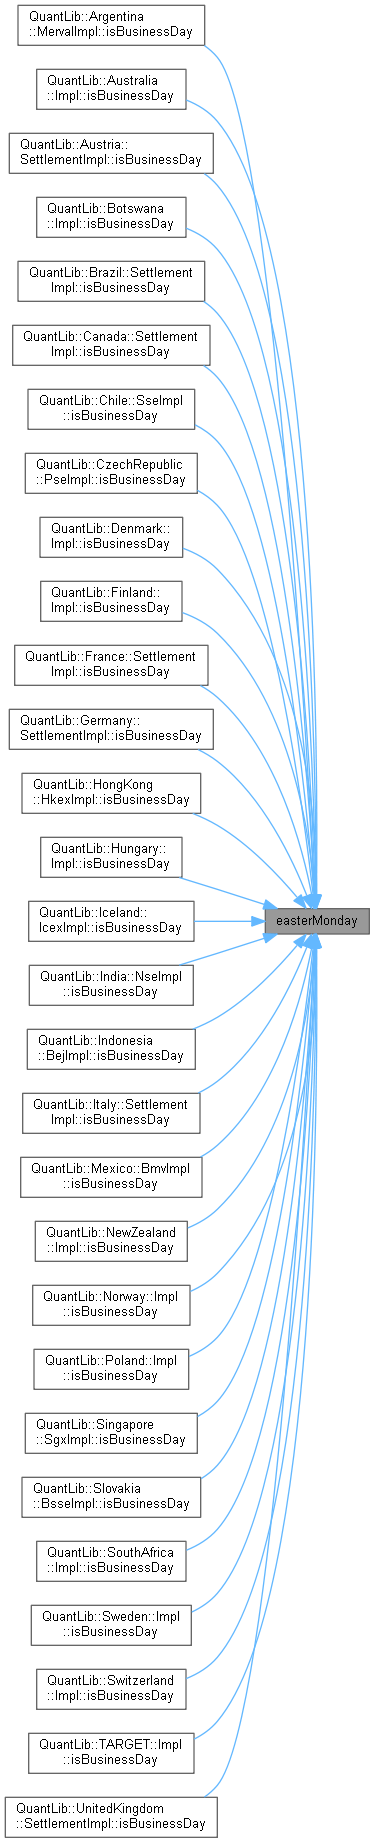 QuantLib::Argentina
::MervalImpl::isBusinessDay
QuantLib::Australia
::Impl::isBusinessDay
QuantLib::Austria::
SettlementImpl::isBusinessDay
QuantLib::Botswana
::Impl::isBusinessDay
QuantLib::Brazil::Settlement
Impl::isBusinessDay
QuantLib::Canada::Settlement
Impl::isBusinessDay
QuantLib::Chile::SseImpl
::isBusinessDay
QuantLib::CzechRepublic
::PseImpl::isBusinessDay
QuantLib::Denmark::
Impl::isBusinessDay
QuantLib::Finland::
Impl::isBusinessDay
QuantLib::France::Settlement
Impl::isBusinessDay
QuantLib::Germany::
SettlementImpl::isBusinessDay
QuantLib::HongKong
::HkexImpl::isBusinessDay
QuantLib::Hungary::
Impl::isBusinessDay
QuantLib::Iceland::
IcexImpl::isBusinessDay
easterMonday
QuantLib::India::NseImpl
::isBusinessDay
QuantLib::Indonesia
::BejImpl::isBusinessDay
QuantLib::Italy::Settlement
Impl::isBusinessDay
QuantLib::Mexico::BmvImpl
::isBusinessDay
QuantLib::NewZealand
::Impl::isBusinessDay
QuantLib::Norway::Impl
::isBusinessDay
QuantLib::Poland::Impl
::isBusinessDay
QuantLib::Singapore
::SgxImpl::isBusinessDay
QuantLib::Slovakia
::BsseImpl::isBusinessDay
QuantLib::SouthAfrica
::Impl::isBusinessDay
QuantLib::Sweden::Impl
::isBusinessDay
QuantLib::Switzerland
::Impl::isBusinessDay
QuantLib::TARGET::Impl
::isBusinessDay
QuantLib::UnitedKingdom
::SettlementImpl::isBusinessDay